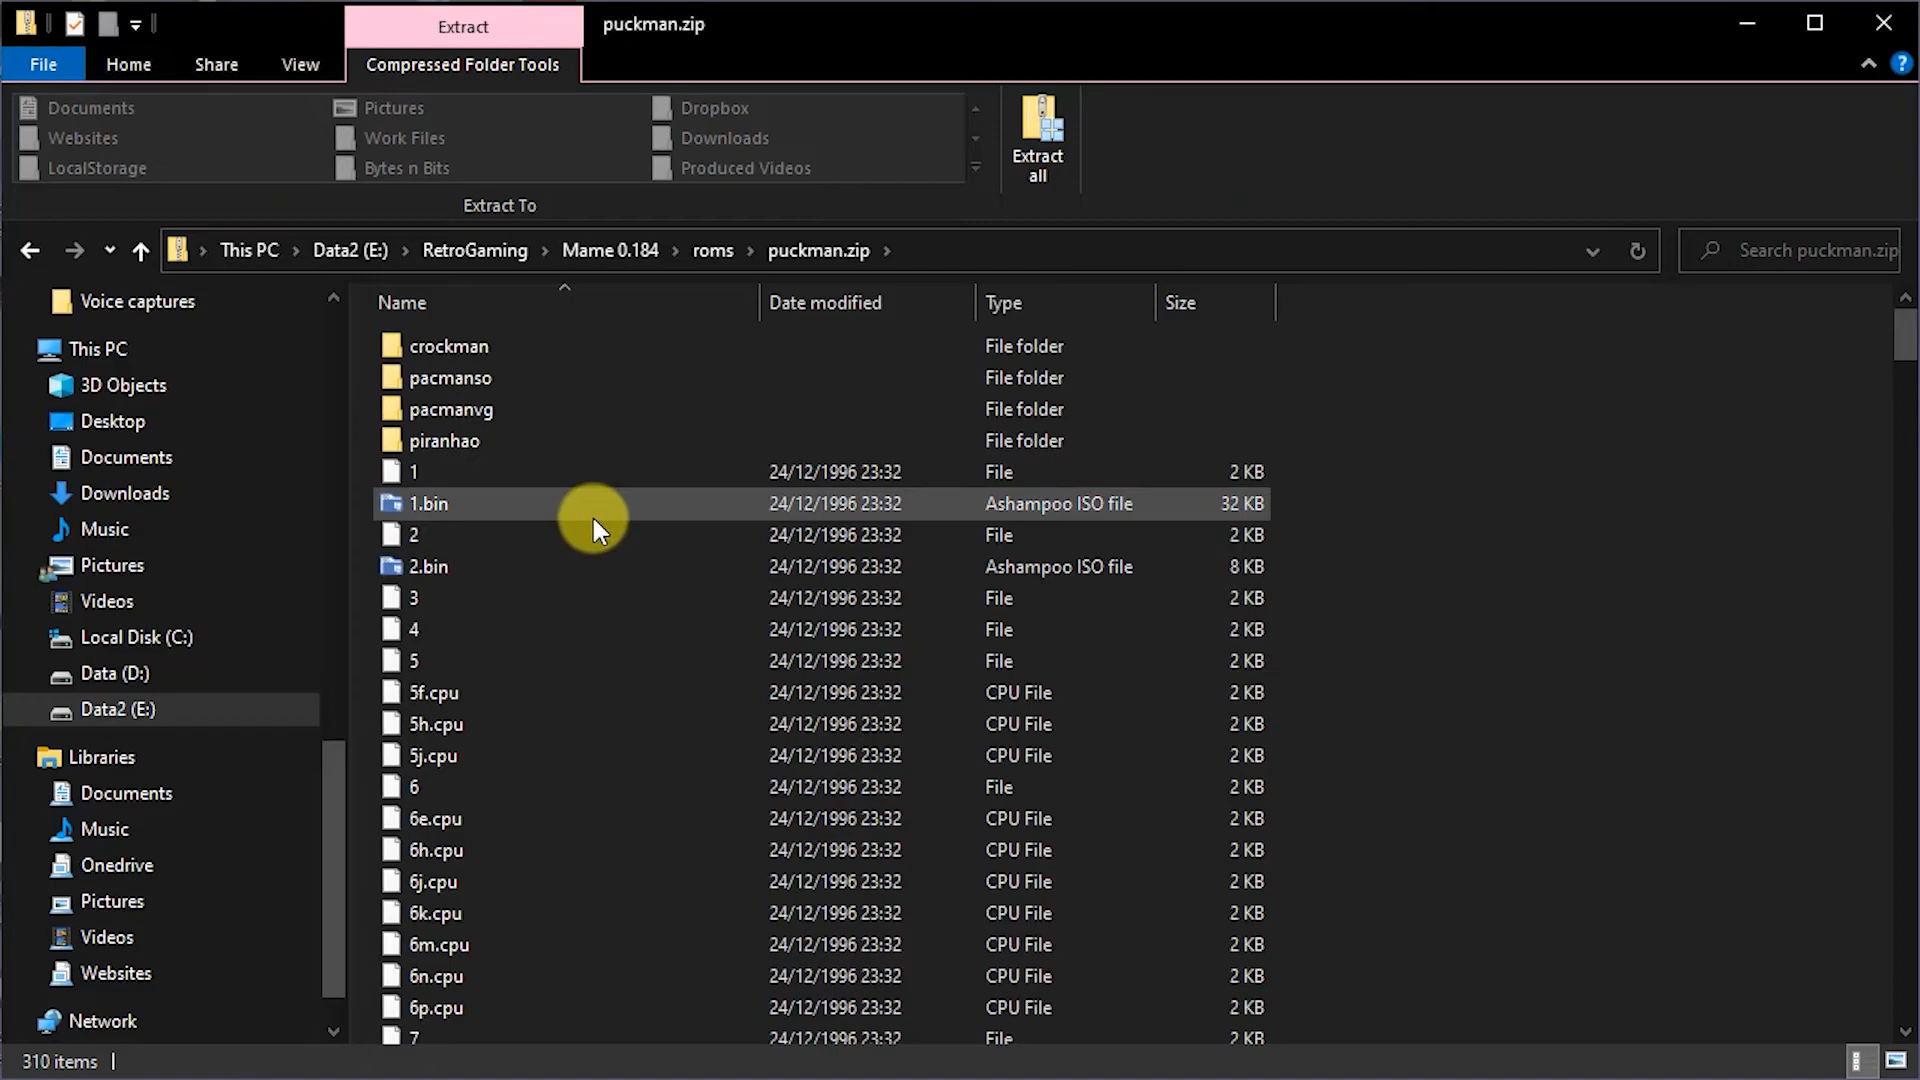 Extract
puckman.zip
File
Home
Share
View
Compressed Folder Tools
Documents
Pictures
Dropbox
Websites
Work Files
Downloads
LocalStorage
Bytes n Bits
Produced Videos
Extract all
Extract To
This PC
Data2 (E:)
RetroGaming
Mame 0.184
roms
puckman.zip
Search puckman.zip
Voice captures
This PC
3D Objects
Desktop
Documents
Downloads
Music
Pictures
Videos
Local Disk (C:)
Data (D:)
Data2 (E:)
Libraries
Documents
Music
Onedrive
Pictures
Videos
Websites
Network
Name Date modified Type Size
crockman File folder
pacmanso File folder
pacmanvg File folder
piranhao File folder
1 24/12/1996 23:32 File 2 KB
1.bin 24/12/1996 23:32 Ashampoo ISO file 32 KB
2 24/12/1996 23:32 File 2 KB
2.bin 24/12/1996 23:32 Ashampoo ISO file 8 KB
3 24/12/1996 23:32 File 2 KB
4 24/12/1996 23:32 File 2 KB
5 24/12/1996 23:32 File 2 KB
5f.cpu 24/12/1996 23:32 CPU File 2 KB
5h.cpu 24/12/1996 23:32 CPU File 2 KB
5j.cpu 24/12/1996 23:32 CPU File 2 KB
6 24/12/1996 23:32 File 2 KB
6e.cpu 24/12/1996 23:32 CPU File 2 KB
6h.cpu 24/12/1996 23:32 CPU File 2 KB
6j.cpu 24/12/1996 23:32 CPU File 2 KB
6k.cpu 24/12/1996 23:32 CPU File 2 KB
6m.cpu 24/12/1996 23:32 CPU File 2 KB
6n.cpu 24/12/1996 23:32 CPU File 2 KB
6p.cpu 24/12/1996 23:32 CPU File 2 KB
7 24/12/1996 23:32 File 2 KB
310 items